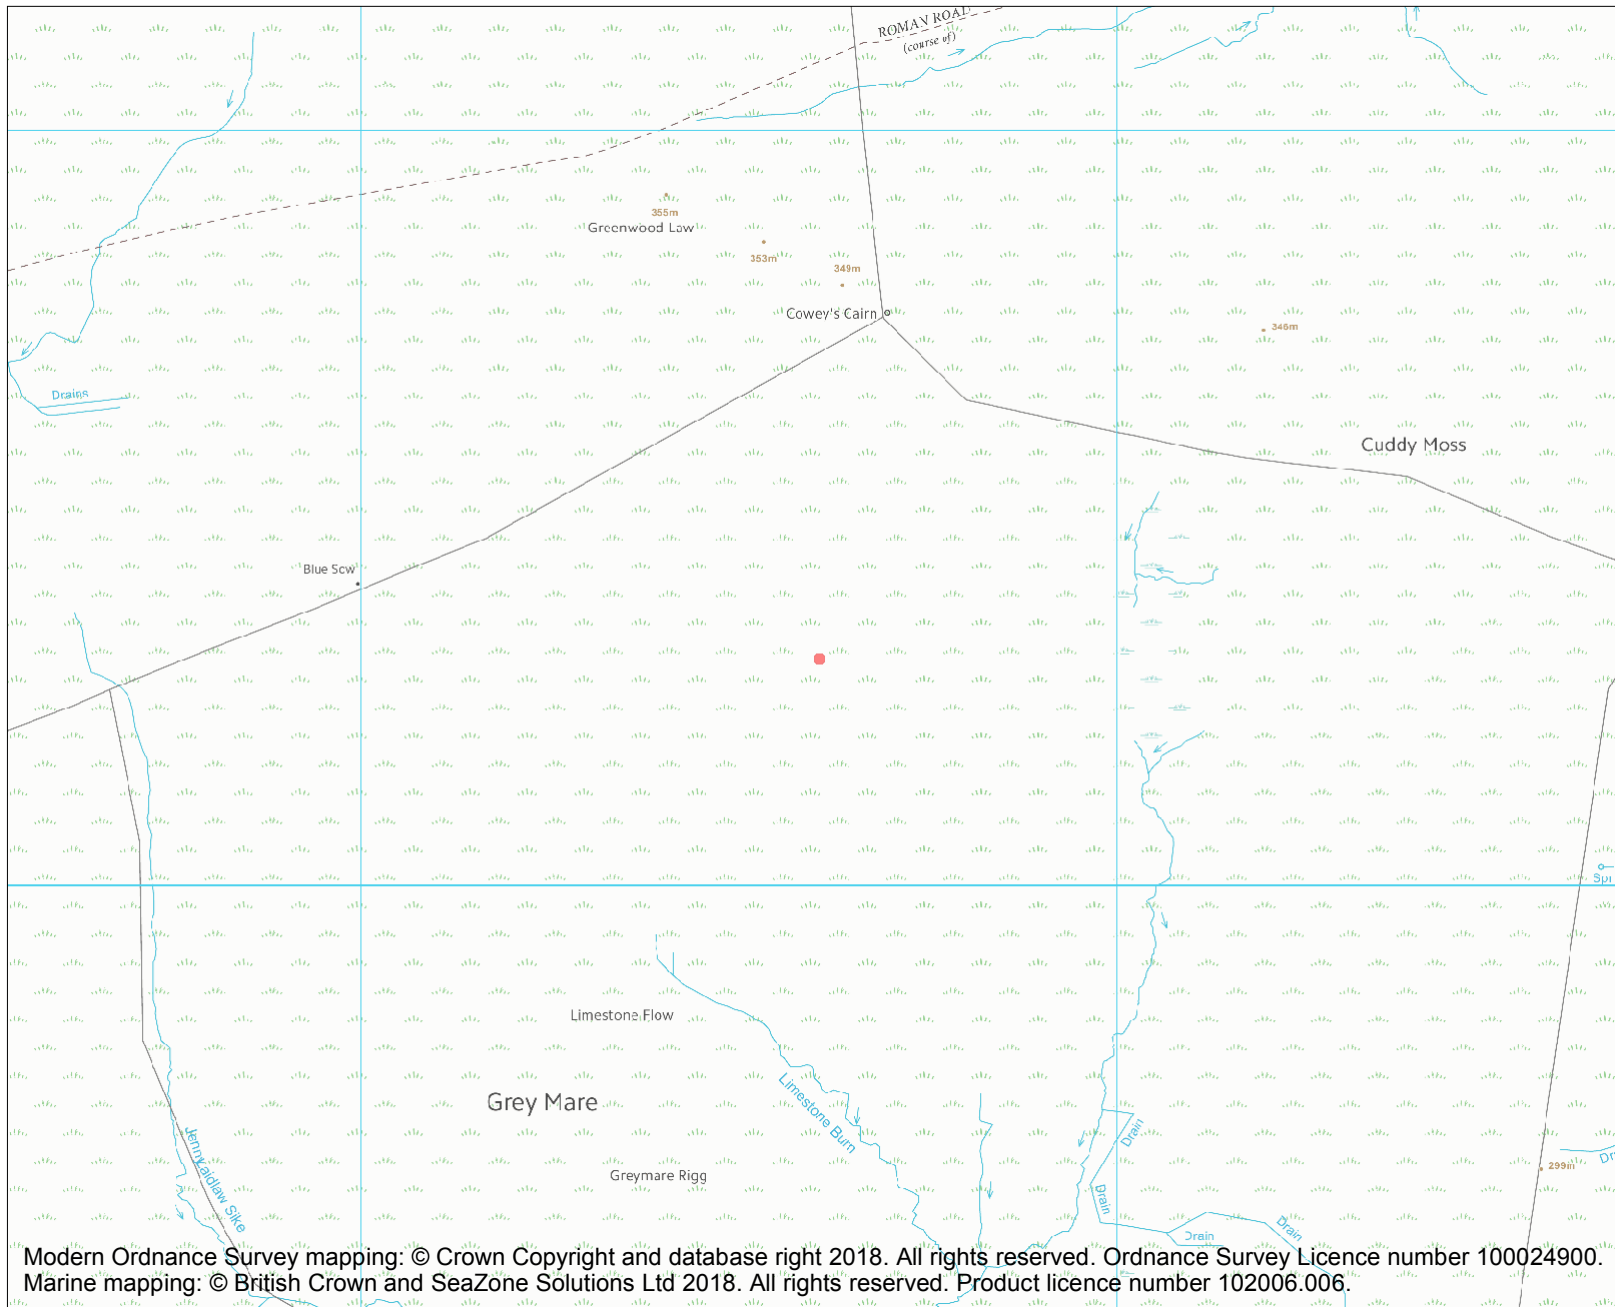 ROMAN ROAD
(course of)
355m
Greenwood Law
353m
349m
Cowey's Cairn
346m
Drains
Cuddy Moss
Blue Scw
Spr
Limestone Flow
Grey Mare
Limestone Burn
Jenny Laidlaw Sike
Drain
Dr
299m
Greymare Rigg
Drain
Drain
Drain
Modern Ordnance Survey mapping: © Crown Copyright and database right 2018. All rights reserved. Ordnance Survey Licence number 100024900.
Marine mapping: © British Crown and SeaZone Solutions Ltd 2018. All rights reserved. Product licence number 102006.006.